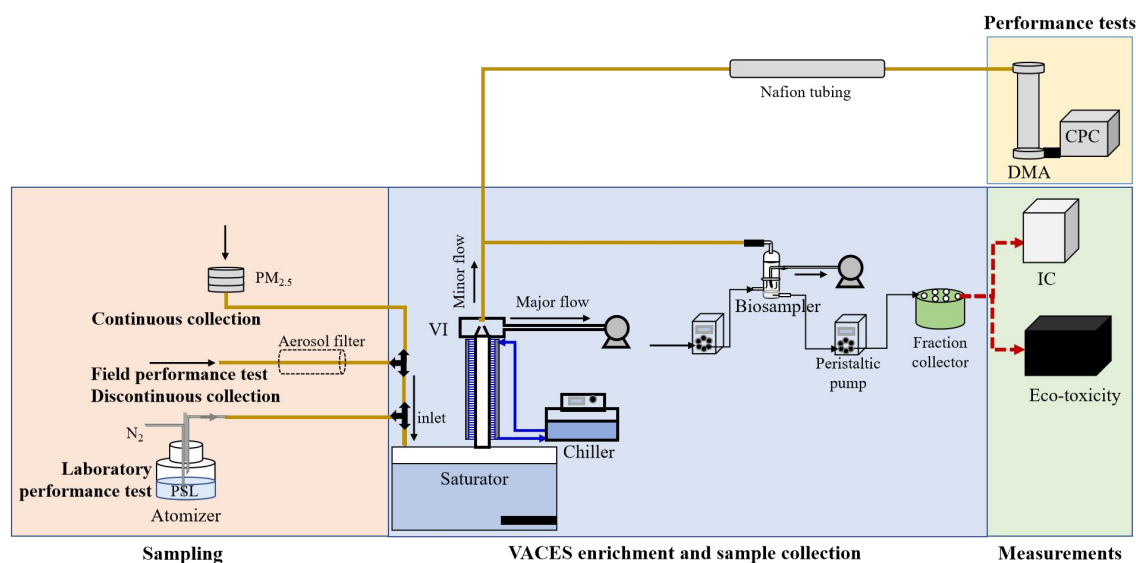 Performance tests
Nafion tubing
CPC
DMA
PM2.5
Continuous collection
Aerosol filter
Field performance test
Discontinuous collection
inlet
N2
Laboratory
performance test
PSL
Atomizer
Minor flow
Major flow
VI
Biosampler
Peristaltic
pump
Fraction
collector
Chiller
Saturator
IC
Eco-toxicity
Sampling
VACES enrichment and sample collection
Measurements